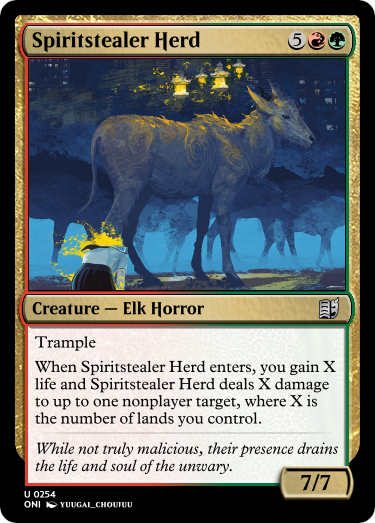 Spiritstealer Herd 5
Creature — Elk Horror
Trample
When Spiritstealer Herd enters, you gain X
life and Spiritstealer Herd deals X damage
to up to one nonplayer target, where X is
the number of lands you control.
While not truly malicious, their presence drains
the life and soul of the unwary.
7/7
U 0254
ONI YUUGAI_CHOUJUU